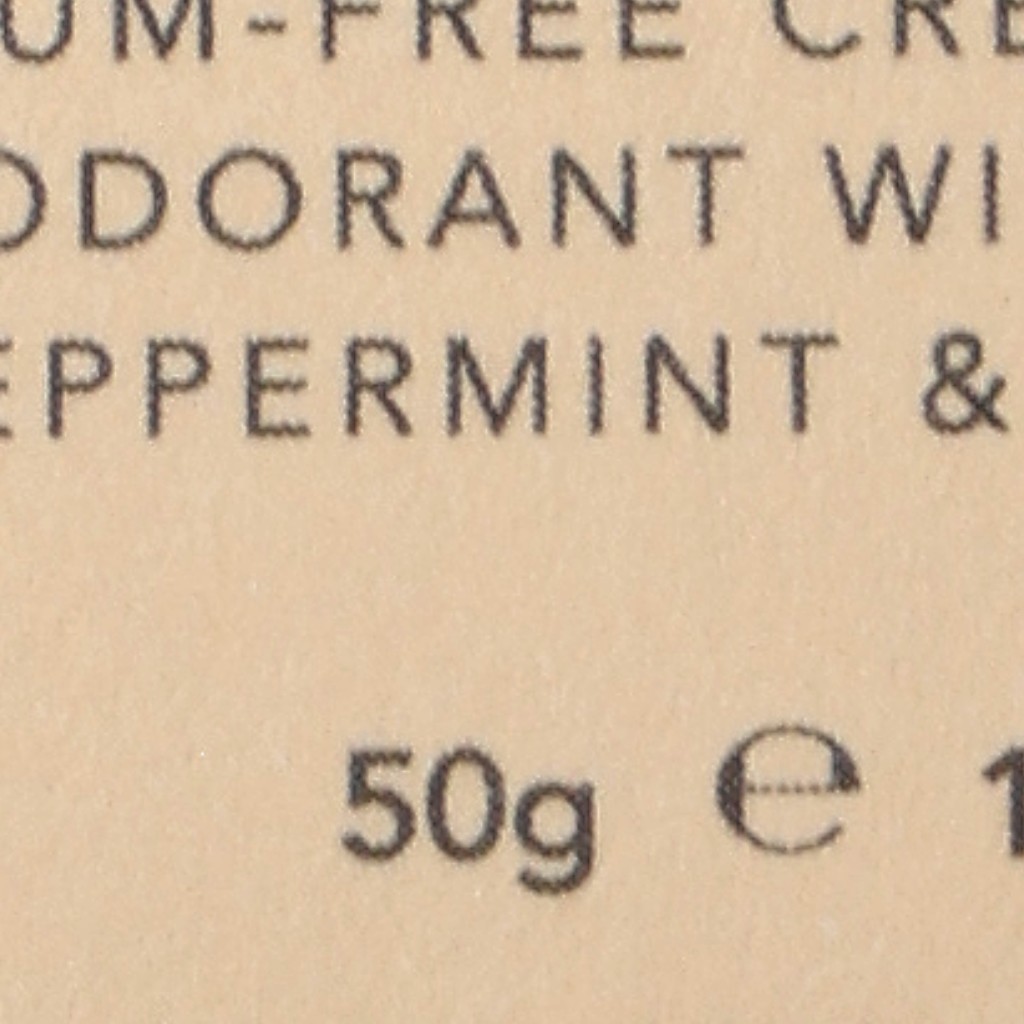 UM-FREE CRE
ODORANT WI
EPPERMINT &
50g ℮ 1